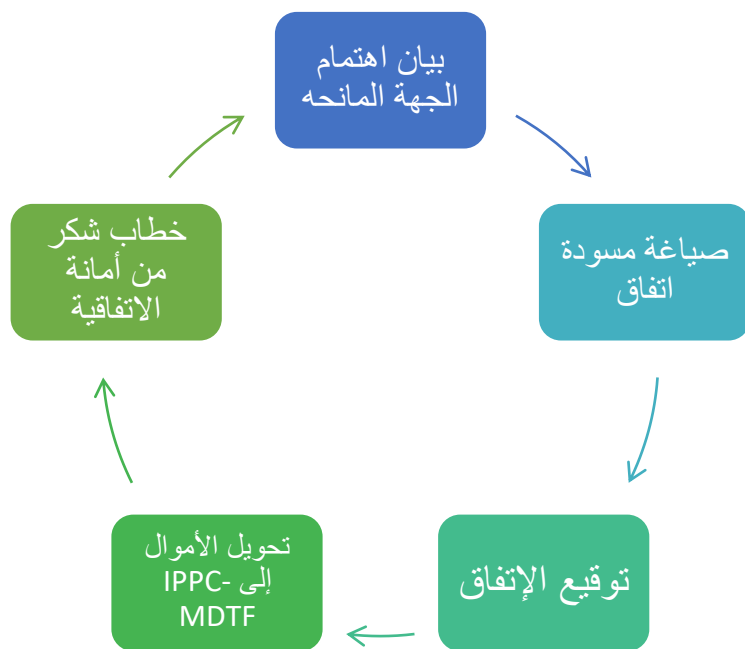 بيان اهتمام
الجهة المانحه
صياغة مسودة
اتفاق
توقيع الإتفاق
تحويل الأموال
إلى IPPC-
MDTF
خطاب شكر
من أمانة
الاتفاقية